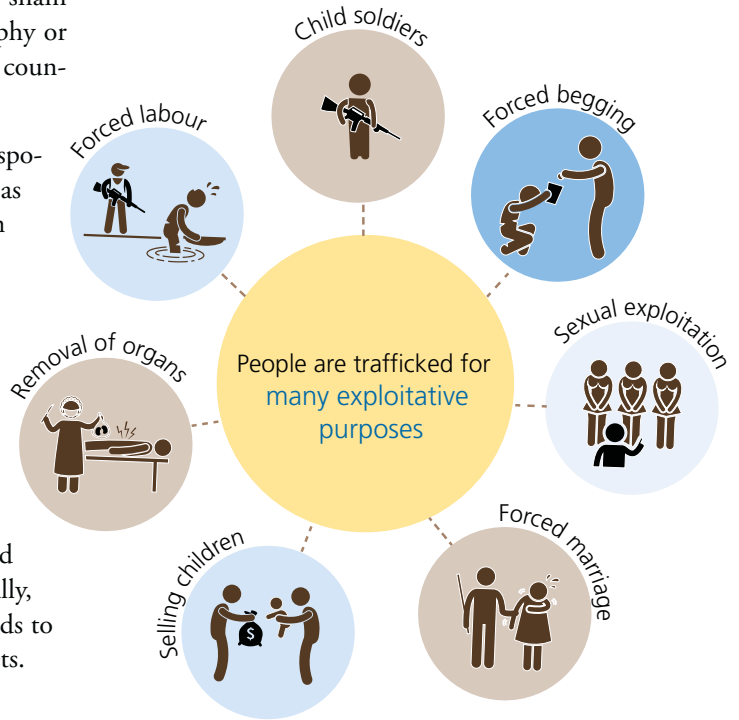 sham
phy or
coun-
spo-
as
d
lly,
ds to
ts.
Child soldiers
Forced begging
Sexual exploitation
Forced marriage
Selling children
Removal of organs
Forced labour
People are trafficked for
many exploitative
purposes
$